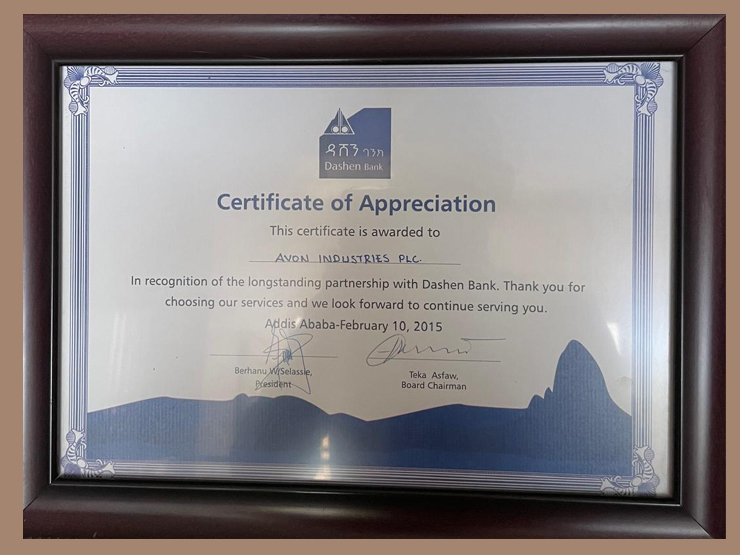 ዳሸን ባንክ
Dashen Bank
Certificate of Appreciation
This certificate is awarded to
AVON INDUSTRIES PLC.
In recognition of the longstanding partnership with Dashen Bank. Thank you for
choosing our services and we look forward to continue serving you.
Addis Ababa-February 10, 2015
Berhanu W/Selassie,
President
Teka Asfaw,
Board Chairman